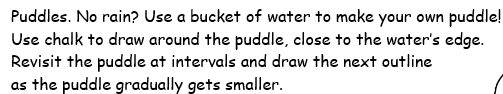 Puddles. No rain? Use a bucket of water to make your own puddle!
Use chalk to draw around the puddle, close to the water's edge.
Revisit the puddle at intervals and draw the next outline
as the puddle gradually gets smaller.